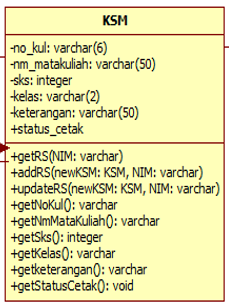 KSM
-no_kul: varchar(6)
-nm_matakuliah: varchar(50)
-sks: integer
-kelas: varchar(2)
-keterangan: varchar(50)
+status_cetak
+getRS(NIM: varchar)
+addRS(newKSM: KSM, NIM: varchar)
+updateRS(newKSM: KSM, NIM: varchar)
+getNoKul(): varchar
+getNmMataKuliah(): varchar
+getSks(): integer
+getKelas(): varchar
+getketerangan(): varchar
+getStatusCetak(): void